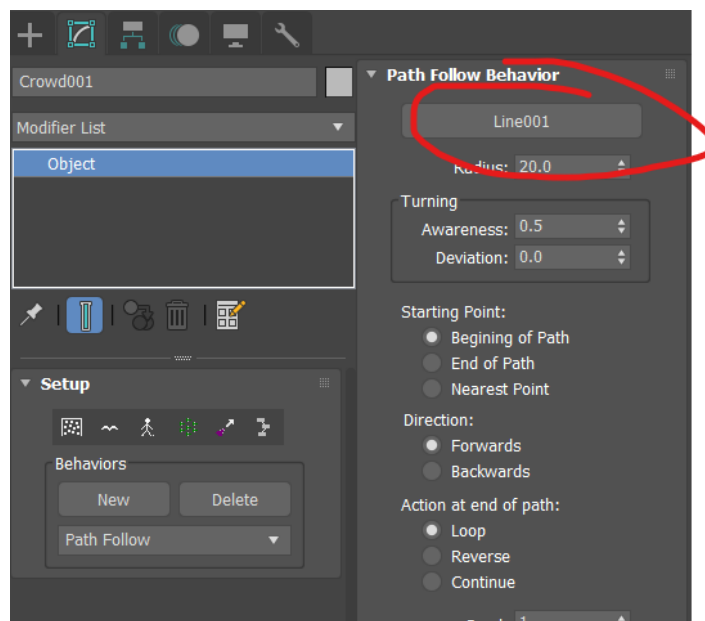 Crowd001
Modifier List
Object
Setup
Behaviors
New
Delete
Path Follow
Path Follow Behavior
Line001
Radius: 20.0
Turning
Awareness: 0.5
Deviation: 0.0
Starting Point:
Begining of Path
End of Path
Nearest Point
Direction:
Forwards
Backwards
Action at end of path:
Loop
Reverse
Continue